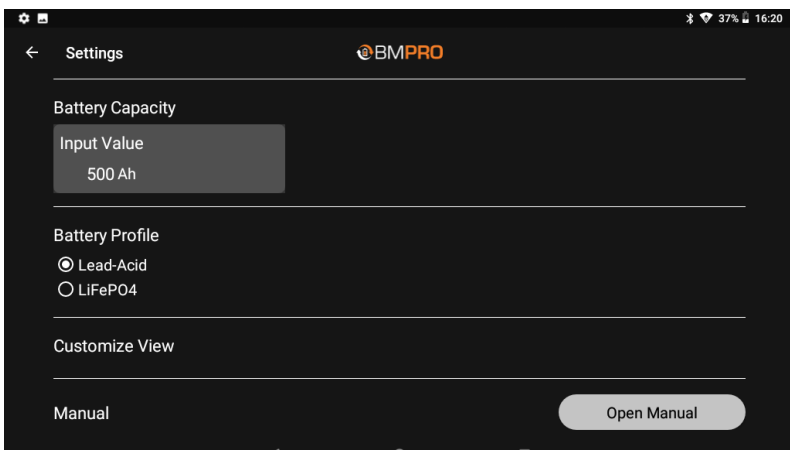 37% 16:20
Settings
BMPRO
Battery Capacity
Input Value
500 Ah
Battery Profile
Lead-Acid
LiFePO4
Customize View
Manual
Open Manual